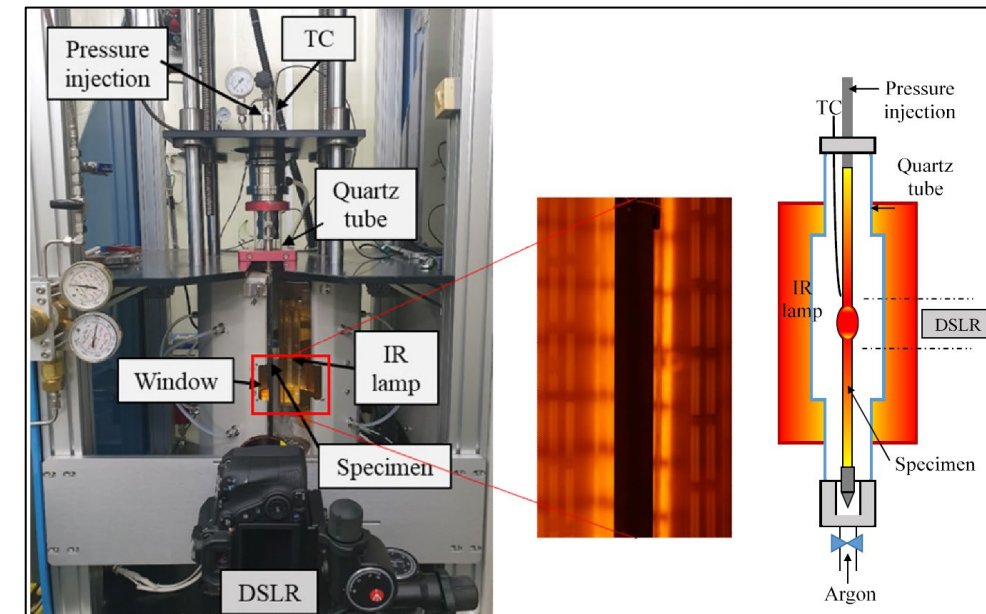 Pressure
injection
TC
Quartz
tube
Window
IR
lamp
Specimen
DSLR
Pressure
injection
TC
Quartz
tube
IR
lamp
DSLR
Specimen
Argon